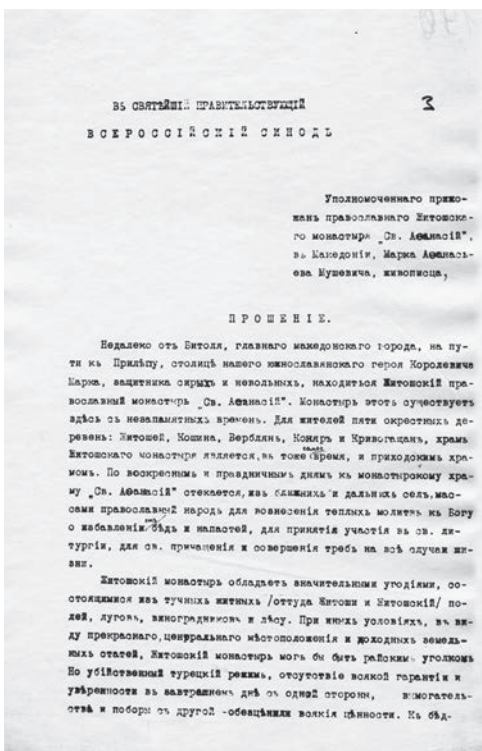 ВЪ СВЯТѢЙШІЙ ПРАВИТЕЛЬСТВУЮЩІЙ
ВСЕРОССІЙСКІЙ СИНОДЪ
Уполномоченнаго прихо-
жанъ православнаго Житошска-
го монастыря „Св. Аѳанасій",
въ Македоніи, Марка Аѳанась-
ева Мушевича, живописца,
ПРОШЕНІЕ.
Недалеко отъ Битоля, главнаго македонскаго города, на пу-
ти къ Прилѣпу, столицѣ нашего южнославянскаго героя Королевича
Марка, защитника сирыхъ и невольныхъ, находиться Житошскій пра-
вославный монастырь „Св. Аѳанасій". Монастырь этотъ существуетъ
здѣсь съ незапамятныхъ временъ. Для жителей пяти окрестныхъ де-
ревень: Житошей, Кошина, Верблянъ, Коняръ и Кривогащанъ, храмъ
Житошскаго монастыря является, въ тоже самое время, и приходскимъ хра-
момъ. По воскреснымъ и праздничнымъ днямъ къ монастырскому хра-
му „Св. Аѳанасій" стекается, изъ ближнихъ и дальнихъ селъ, мас-
сами православный народъ для вознесенія теплыхъ молитвъ къ Богу
о избавленіи бѣдъ и напастей, для принятія участія въ св. ли-
тургіи, для св. причащенія и совершенія требъ на всѣ случаи жи-
зни.
Житошскій монастырь обладаетъ значительными угодіями, со-
стоящимися изъ тучныхъ житныхъ /оттуда Житоши и Житошскій/ по-
лей, луговъ, виноградниковъ и лѣсу. При иныхъ условіяхъ, въ ви-
ду прекраснаго, центральнаго мѣстоположенія и доходныхъ земель-
ныхъ статей, Житошскій монастырь могъ бы быть райскимъ уголкомъ
Но убійственный турецкій режимъ, отсутствіе всякой гарантіи и
увѣренности въ завтрашнемъ днѣ съ одной стороны, вымогатель-
ства и поборы съ другой -обезцѣнили всякія цѣнности. Къ бѣд-